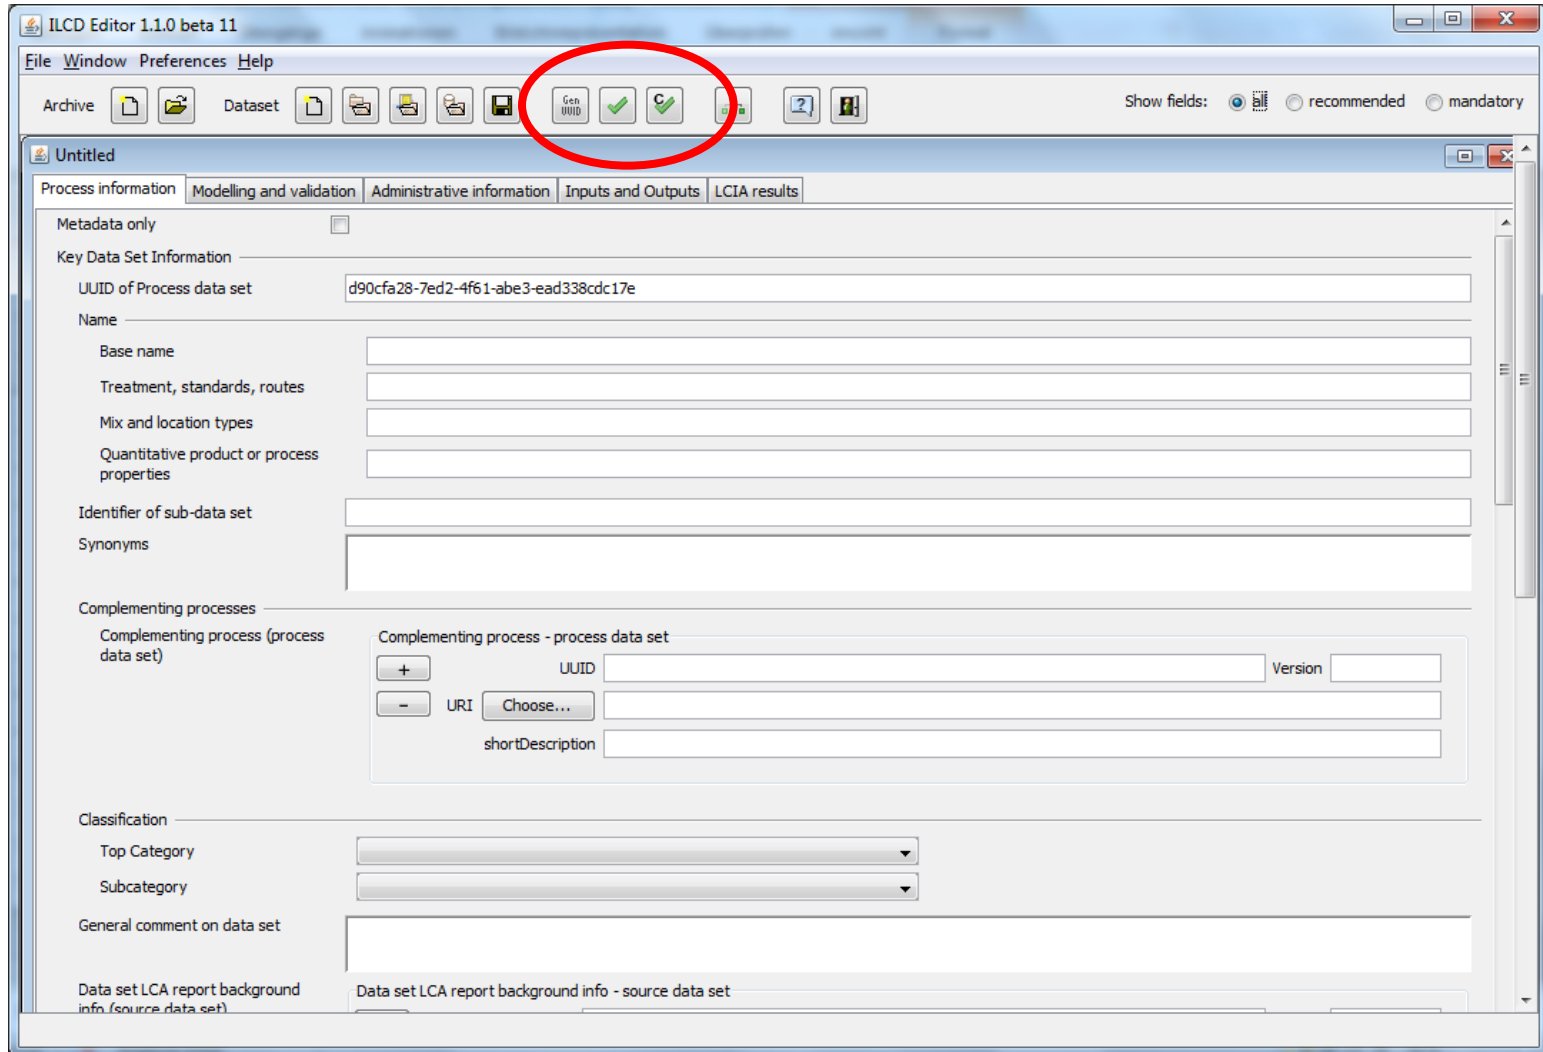 ILCD Editor 1.1.0 beta 11
File Window Preferences Help
Archive Dataset Gen UUID C ? Show fields: all recommended mandatory
Untitled
Process information Modelling and validation Administrative information Inputs and Outputs LCIA results
Metadata only
Key Data Set Information
UUID of Process data set d90cfa28-7ed2-4f61-abe3-ead338cdc17e
Name
Base name
Treatment, standards, routes
Mix and location types
Quantitative product or process
properties
Identifier of sub-data set
Synonyms
Complementing processes
Complementing process (process
data set)
Complementing process - process data set
+ UUID Version
- URI Choose...
shortDescription
Classification
Top Category
Subcategory
General comment on data set
Data set LCA report background
info (source data set)
Data set LCA report background info - source data set